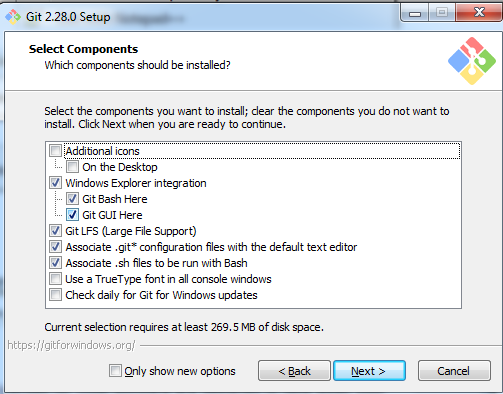 Git 2.28.0 Setup
Select Components
Which components should be installed?
Select the components you want to install; clear the components you do not want to
install. Click Next when you are ready to continue.
Additional icons
On the Desktop
Windows Explorer integration
Git Bash Here
Git GUI Here
Git LFS (Large File Support)
Associate .git* configuration files with the default text editor
Associate .sh files to be run with Bash
Use a TrueType font in all console windows
Check daily for Git for Windows updates
Current selection requires at least 269.5 MB of disk space.
https://gitforwindows.org/
Only show new options
< Back
Next >
Cancel